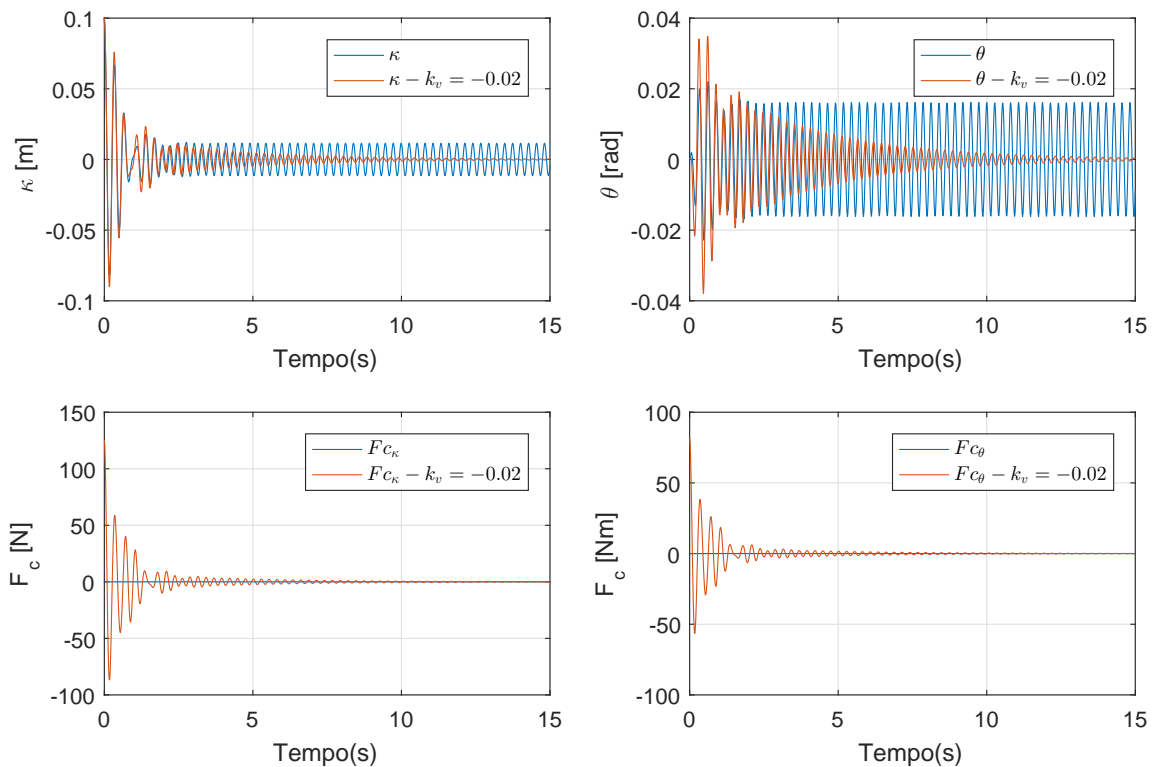 0.1
0.05
0
-0.05
-0.1
κ [m]
κ
κ − k_v = −0.02
0 5 10 15
Tempo(s)
0.04
0.02
0
-0.02
-0.04
θ [rad]
θ
θ − k_v = −0.02
0 5 10 15
Tempo(s)
150
100
50
0
-50
-100
F_c [N]
Fc_κ
Fc_κ − k_v = −0.02
0 5 10 15
Tempo(s)
100
50
0
-50
-100
F_c [Nm]
Fc_θ
Fc_θ − k_v = −0.02
0 5 10 15
Tempo(s)